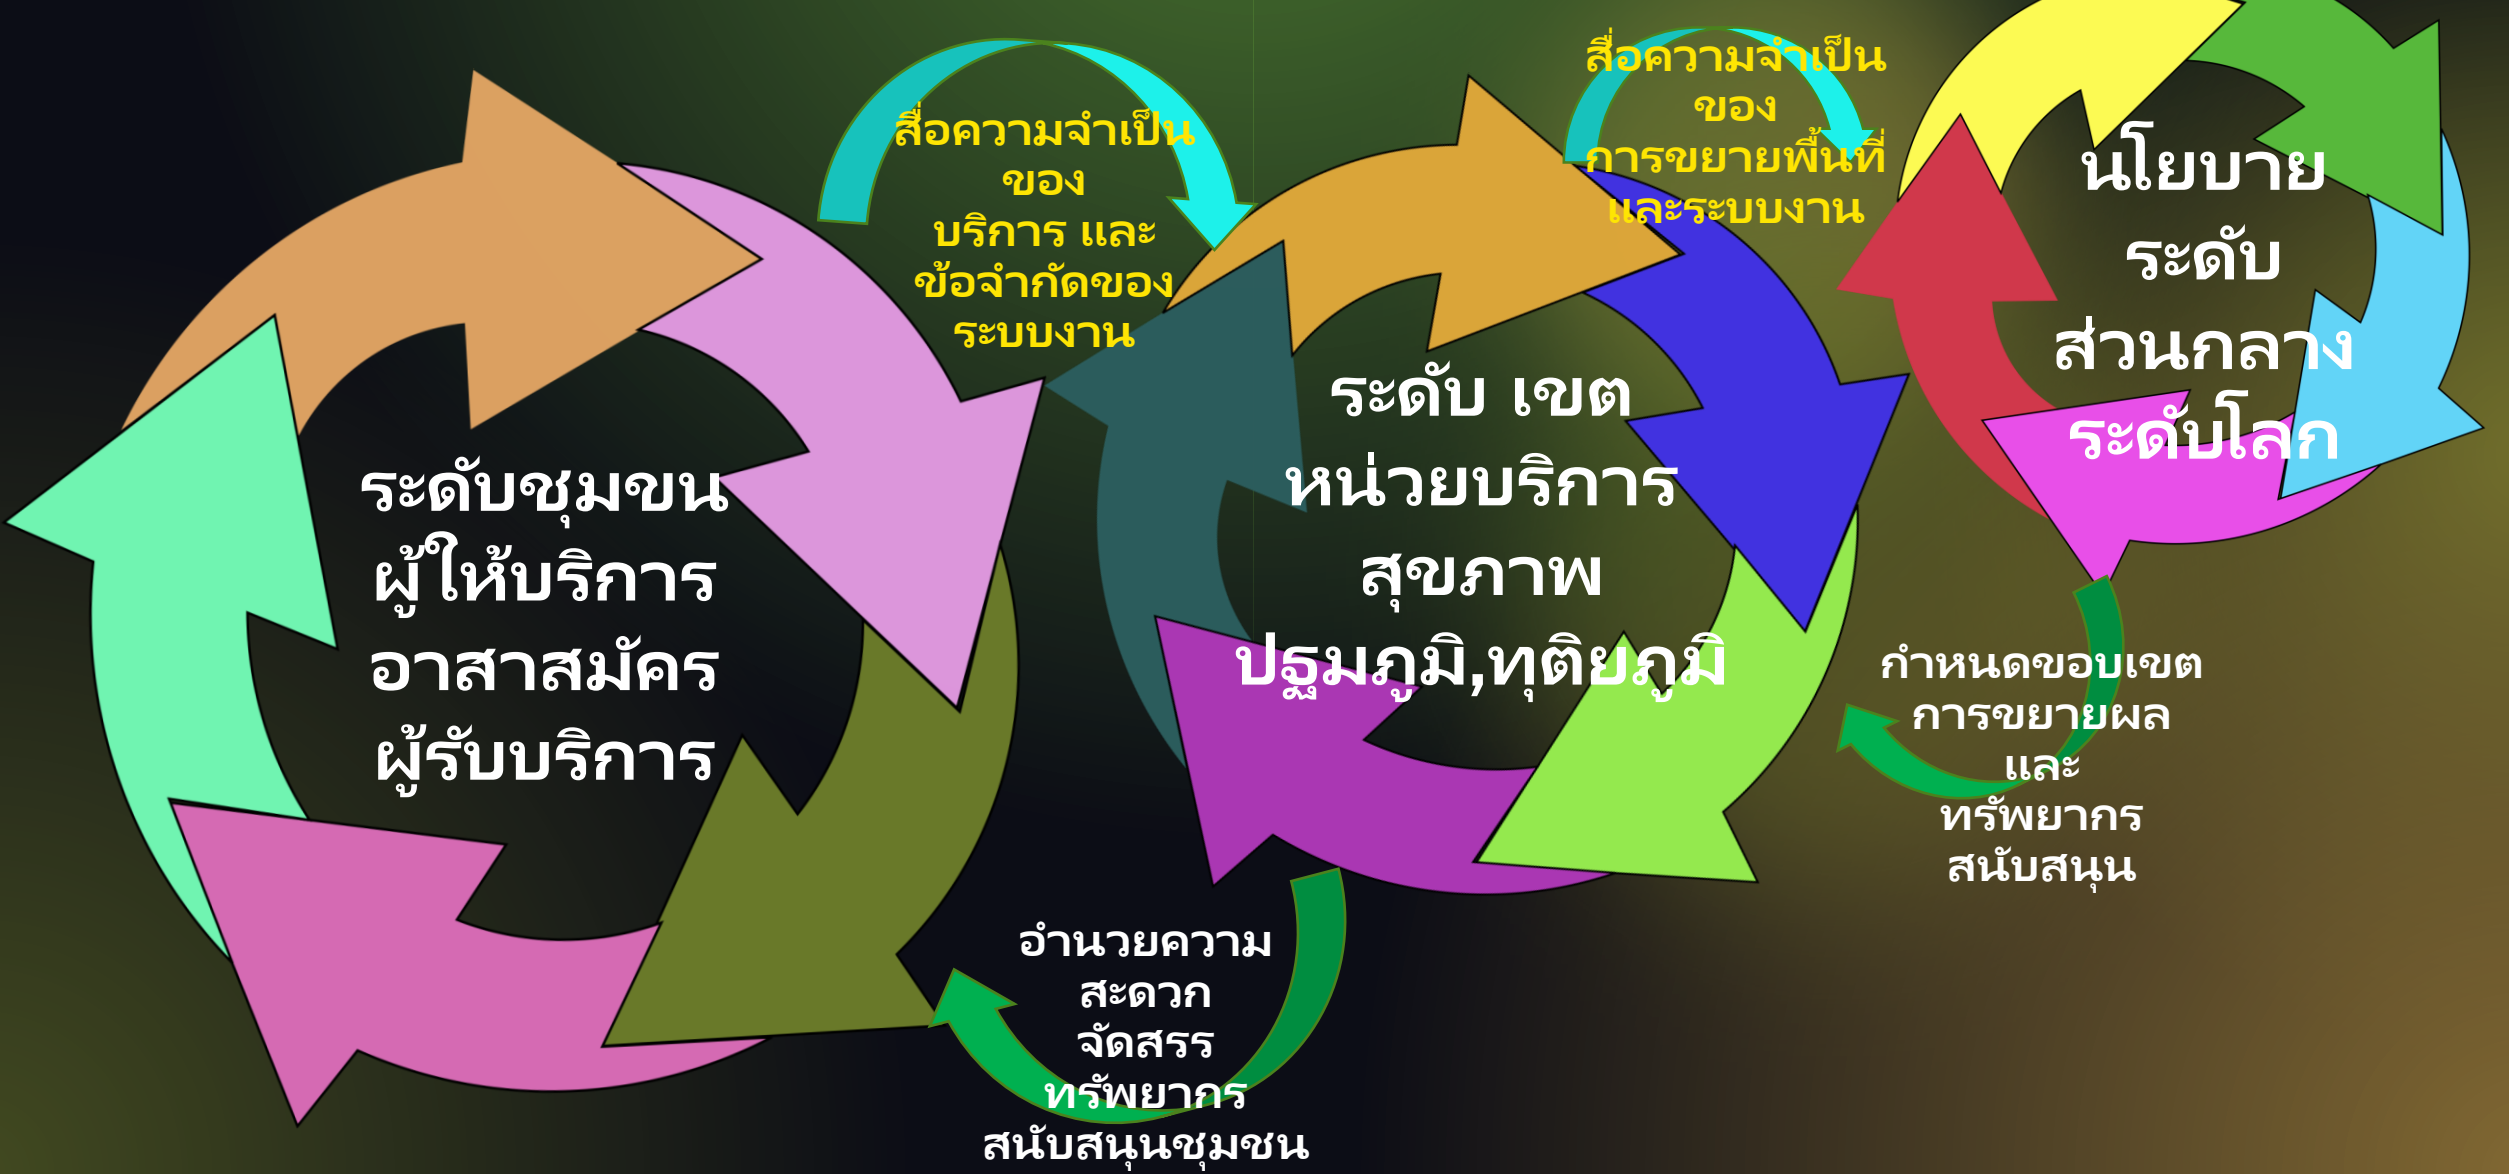 ระดับชุมขน
ผู้ให้บริการ
อาสาสมัคร
ผู้รับบริการ
สื่อความจำเป็น
ของ
บริการ และ
ข้อจำกัดของ
ระบบงาน
ระดับ เขต
หน่วยบริการ
สุขภาพ
ปฐมภูมิ,ทุติยภูมิ
สื่อความจำเป็น
ของ
การขยายพื้นที่
และระบบงาน
นโยบาย
ระดับ
ส่วนกลาง
ระดับโลก
กำหนดขอบเขต
การขยายผล
และ
ทรัพยากร
สนับสนุน
อำนวยความ
สะดวก
จัดสรร
ทรัพยากร
สนับสนุนชุมชน